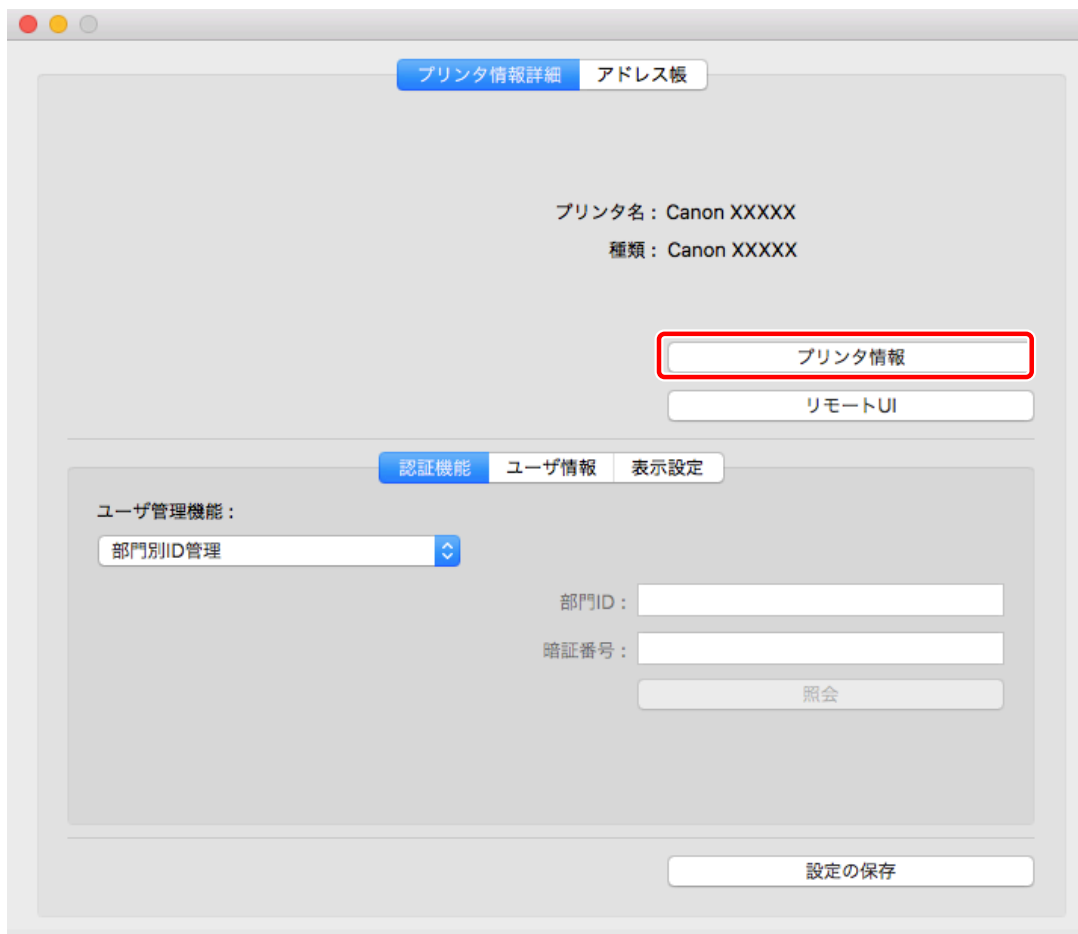 プリンタ情報詳細 アドレス帳
プリンタ名： Canon XXXXX
種類： Canon XXXXX
プリンタ情報
リモートUI
認証機能 ユーザ情報 表示設定
ユーザ管理機能：
部門別ID管理
部門ID：
暗証番号：
照会
設定の保存